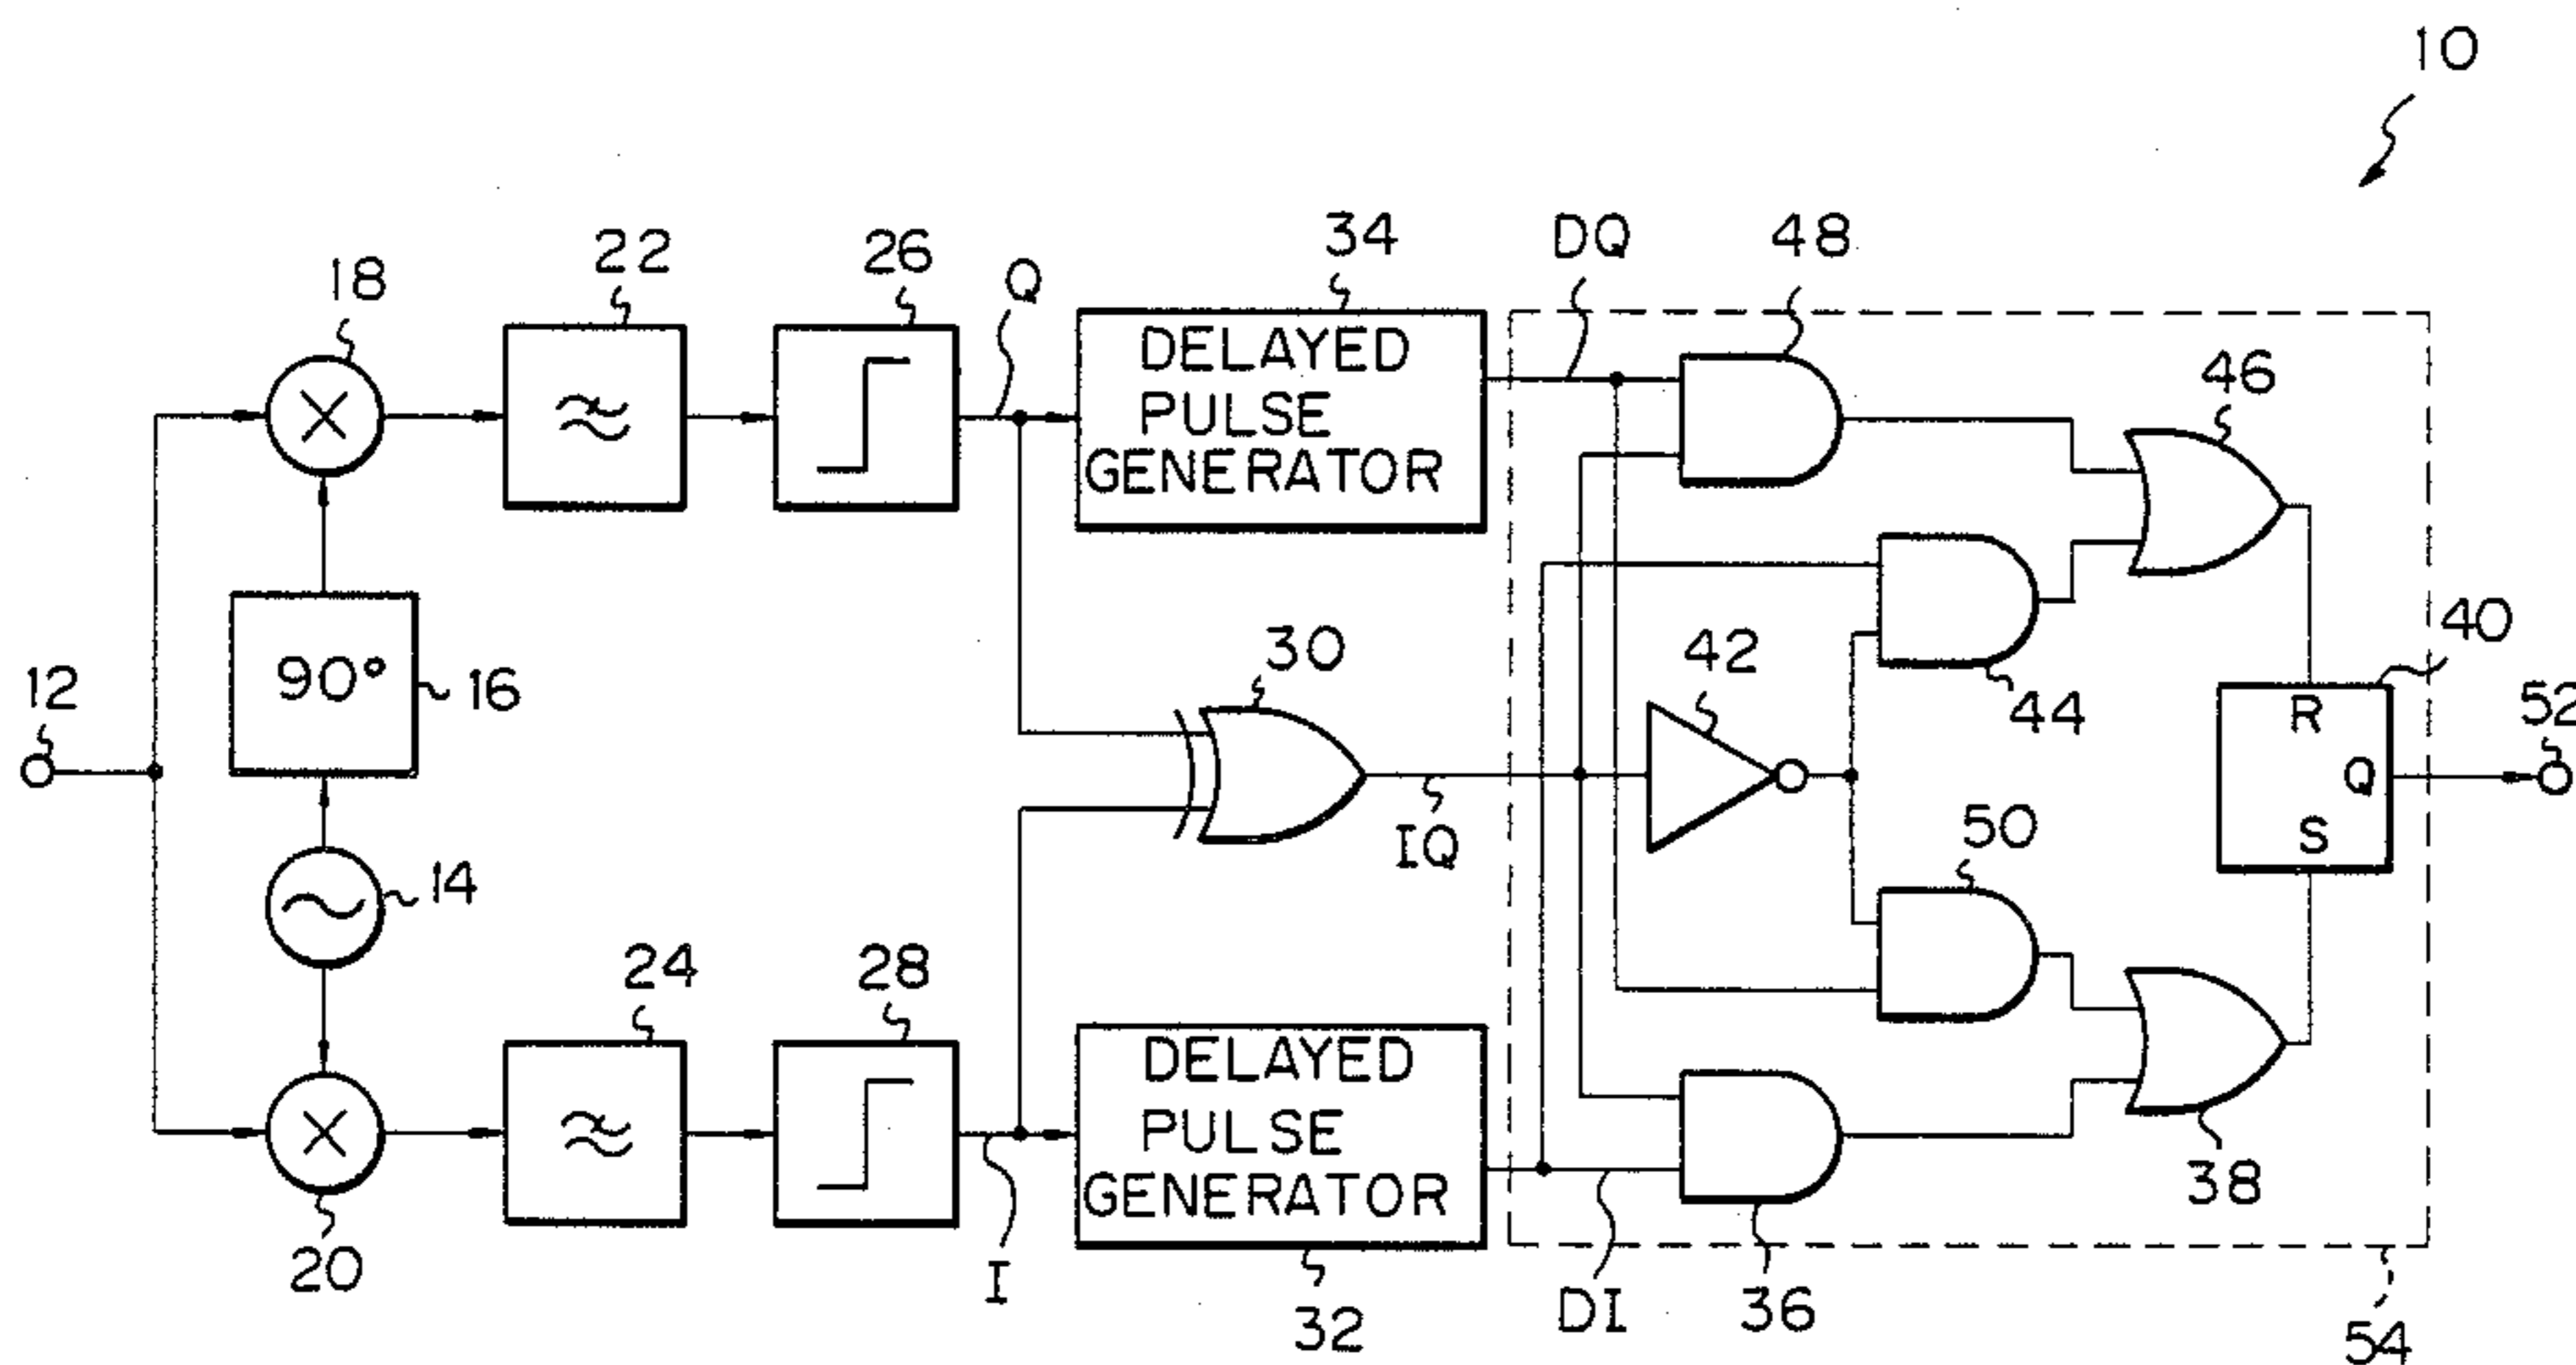 10
34
DQ
48
22
26
Q
18
46
DELAYED
PULSE
GENERATOR
40
30
42
12
90°
16
44
52
R
Q
S
50
14
IQ
24
28
DELAYED
PULSE
GENERATOR
38
20
I
32
DI
36
54